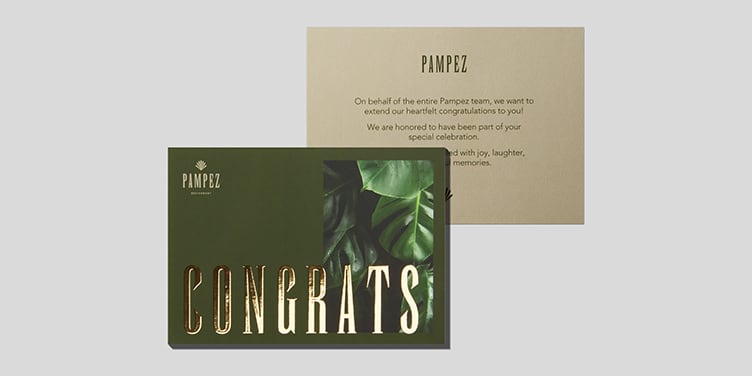 PAMPEZ
On behalf of the entire Pampez team, we want to
extend our heartfelt congratulations to you!
We are honored to have been part of your
special celebration.
ed with joy, laughter,
memories.
PAMPEZ
RESTAURANT
CONGRATS